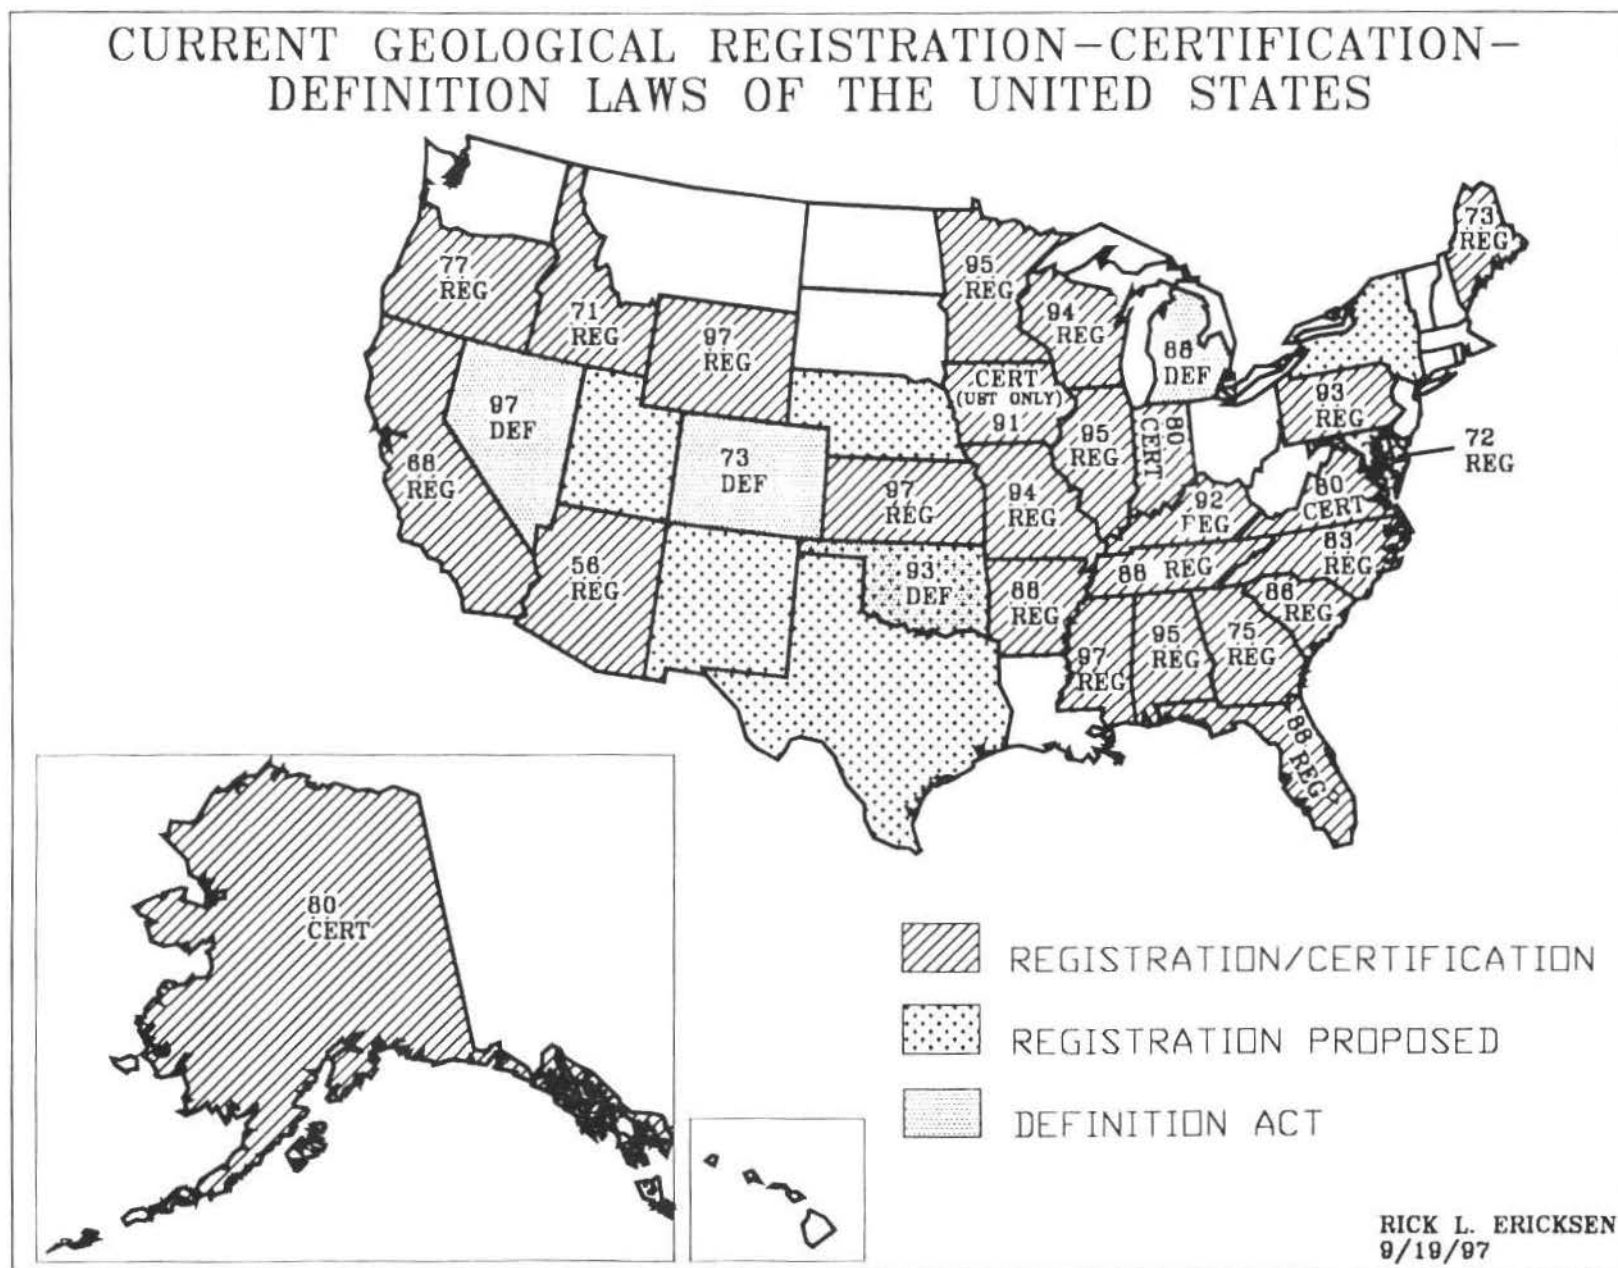 CURRENT GEOLOGICAL REGISTRATION-CERTIFICATION-
DEFINITION LAWS OF THE UNITED STATES
73
REG
77
REG
95
REG
71
REG
94
REG
97
REG
88
DEF
CERT
(UST ONLY)
91
93
REG
97
DEF
95
REG
80
CERT
72
REG
73
DEF
68
REG
97
REG
94
REG
92
REG
80
CERT
83
REG
56
REG
93
DEF
88
REG
88 REG
86
REG
97
REG
95
REG
75
REG
88
REG
80
CERT
REGISTRATION/CERTIFICATION
REGISTRATION PROPOSED
DEFINITION ACT
RICK L. ERICKSEN
9/19/97